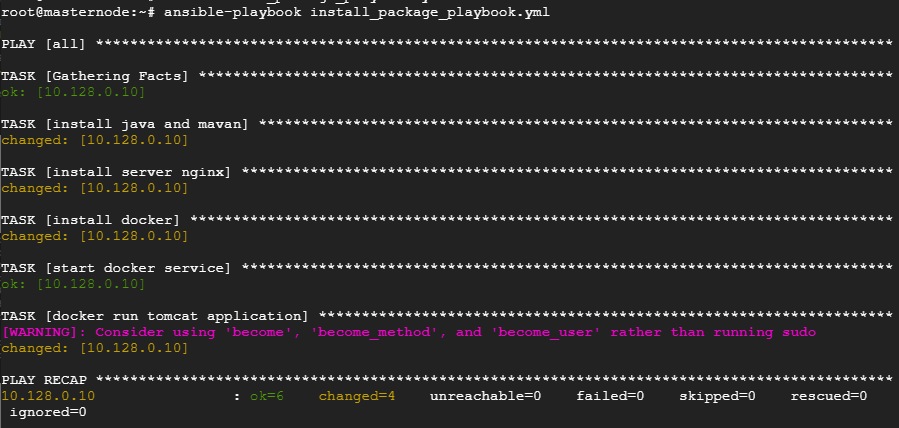 root@masternode:~# ansible-playbook install_package_playbook.yml
PLAY [all] *********************************************************************************************
TASK [Gathering Facts] *********************************************************************************
ok: [10.128.0.10]
TASK [install java and mavan] **************************************************************************
changed: [10.128.0.10]
TASK [install server nginx] ****************************************************************************
changed: [10.128.0.10]
TASK [install docker] **********************************************************************************
changed: [10.128.0.10]
TASK [start docker service] ****************************************************************************
ok: [10.128.0.10]
TASK [docker run tomcat application] *******************************************************************
[WARNING]: Consider using 'become', 'become_method', and 'become_user' rather than running sudo
changed: [10.128.0.10]
PLAY RECAP *********************************************************************************************
10.128.0.10 : ok=6 changed=4 unreachable=0 failed=0 skipped=0 rescued=0
ignored=0